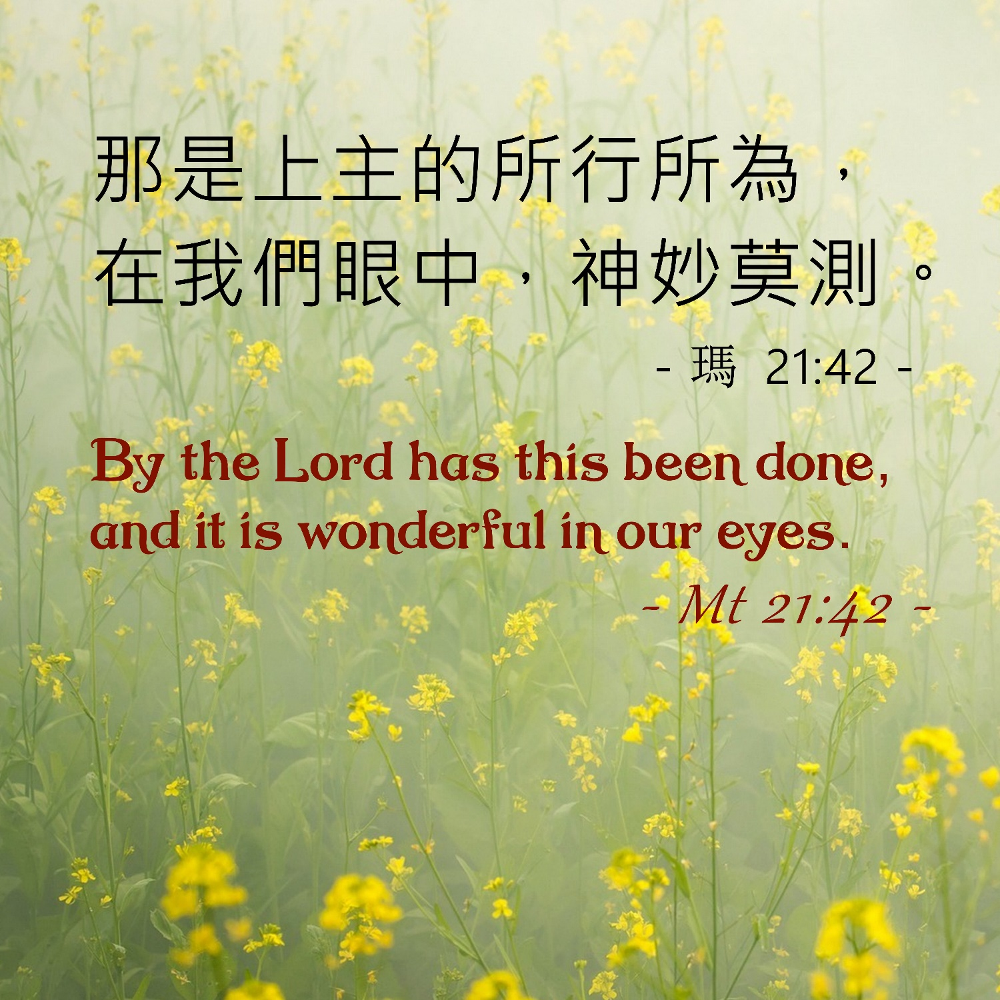 那是上主的所行所為，
在我們眼中，神妙莫測。
- 瑪 21:42 -
By the Lord has this been done,
and it is wonderful in our eyes.
- Mt 21:42 -